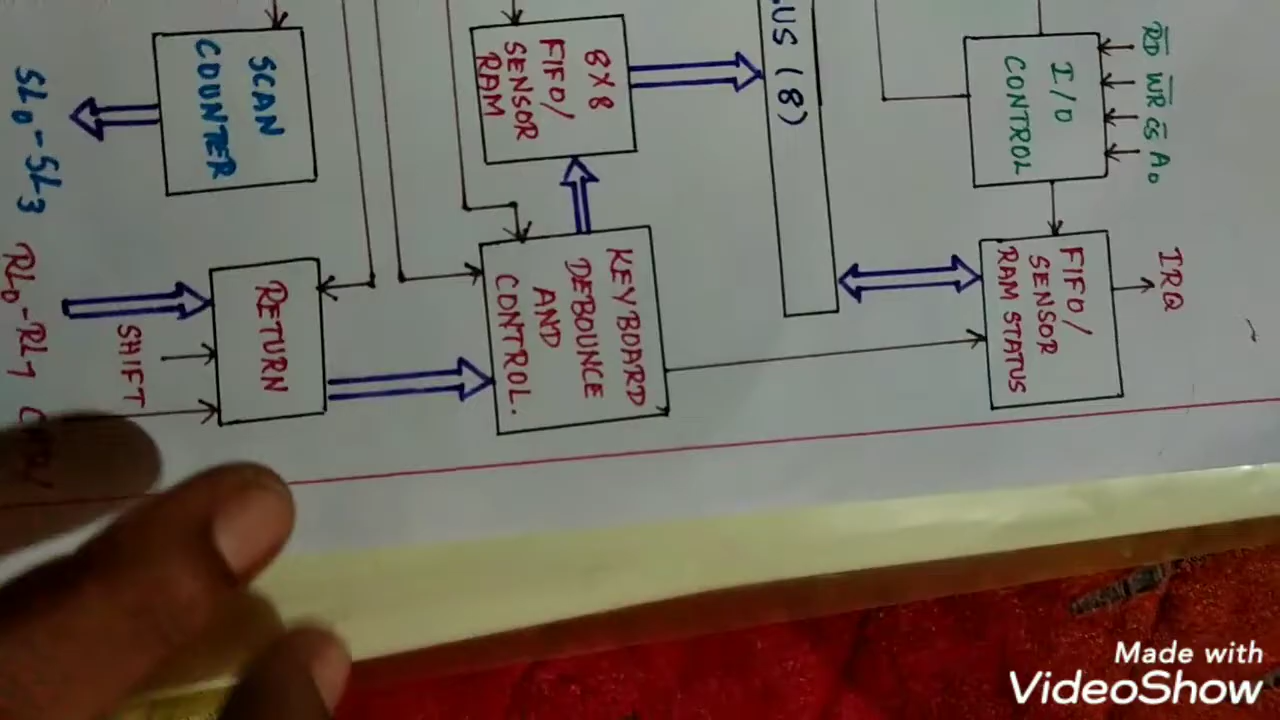 RD WR CS A0
IRQ
I/O
CONTROL
FIFO/
SENSOR
RAM STATUS
US (8)
8X8
FIFO/
SENSOR
RAM
KEYBOARD
DEBOUNCE
AND
CONTROL.
SCAN
COUNTER
RETURN
SHIFT
SL0-SL3
RL0-RL7
Made with
VideoShow